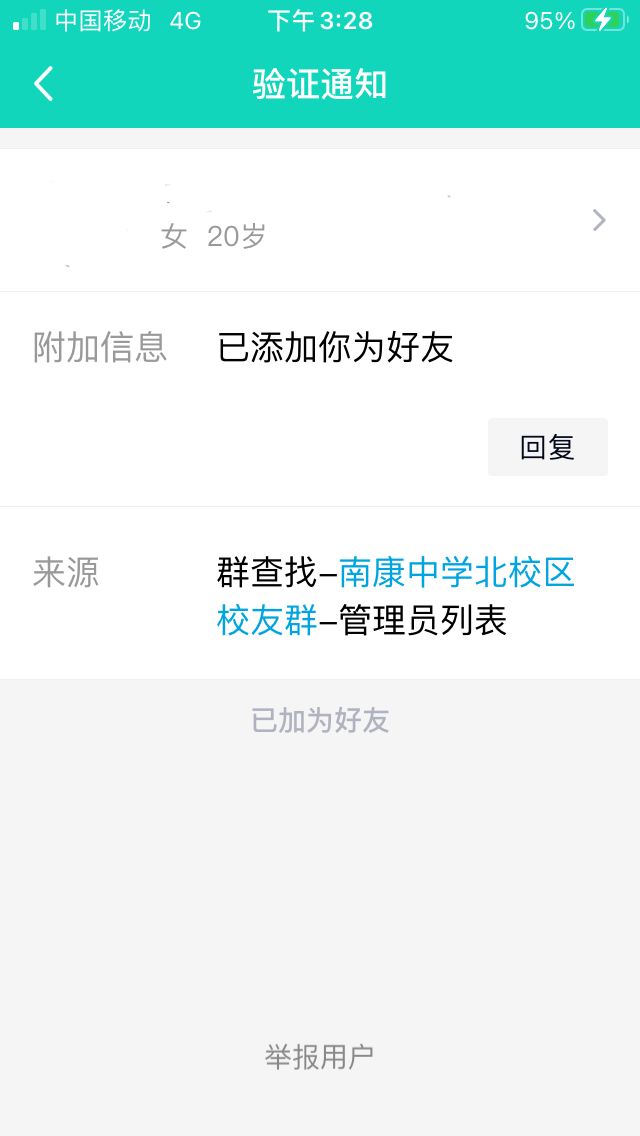 中国移动 4G 下午3:28 95%
验证通知
女 20岁
附加信息 已添加你为好友
回复
来源 群查找–南康中学北校区
校友群–管理员列表
已加为好友
举报用户